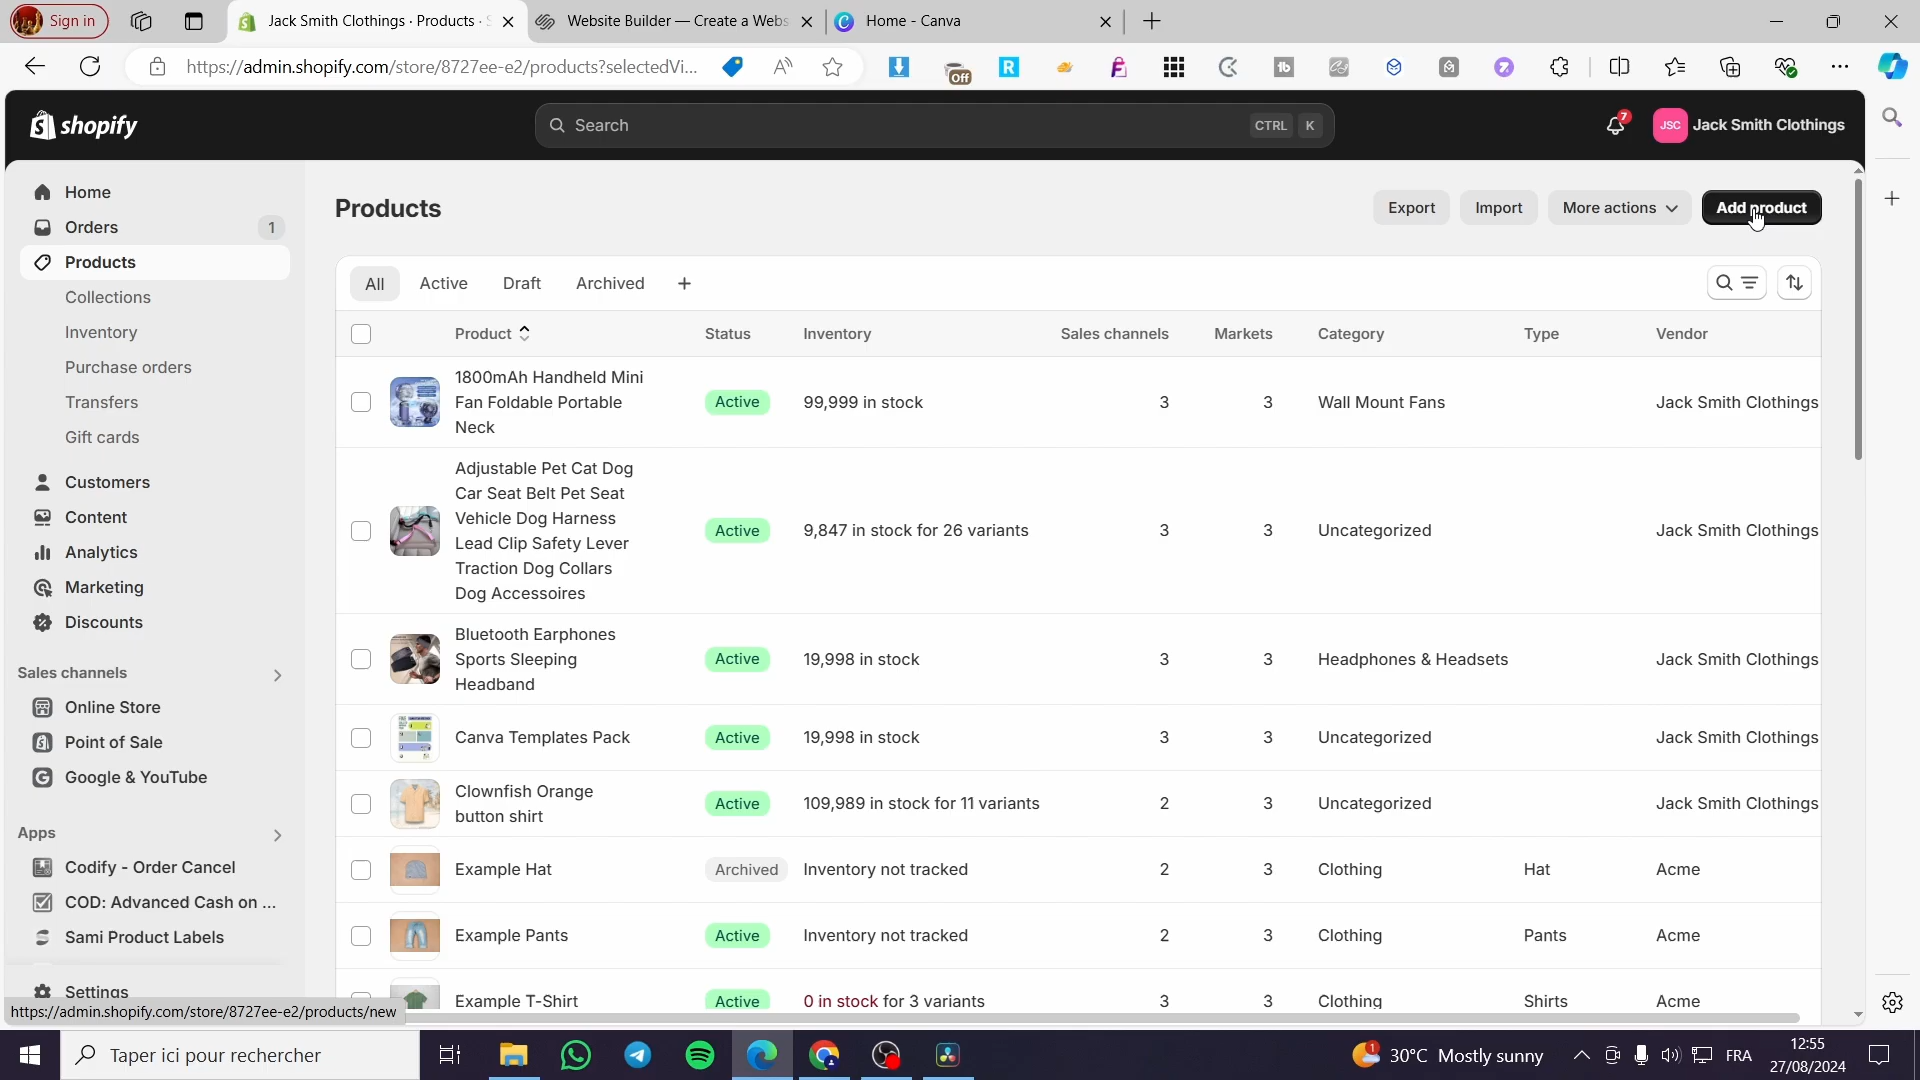 Sign in
Jack Smith Clothings · Products ·
Website Builder — Create a Webs
Home - Canva
https://admin.shopify.com/store/8727ee-e2/products?selectedVi...
Off
shopify
Search
CTRL K
7
JSC
Jack Smith Clothings
Home
Orders 1
Products
Collections
Inventory
Purchase orders
Transfers
Gift cards
Customers
Content
Analytics
Marketing
Discounts
Sales channels
Online Store
Point of Sale
Google & YouTube
Apps
Codify - Order Cancel
COD: Advanced Cash on ...
Sami Product Labels
Settings
https://admin.shopify.com/store/8727ee-e2/products/new
Products
Export
Import
More actions
Add product
All Active Draft Archived +
Product Status Inventory Sales channels Markets Category Type Vendor
1800mAh Handheld Mini
Fan Foldable Portable
Neck
Active 99,999 in stock 3 3 Wall Mount Fans Jack Smith Clothings
Adjustable Pet Cat Dog
Car Seat Belt Pet Seat
Vehicle Dog Harness
Lead Clip Safety Lever
Traction Dog Collars
Dog Accessoires
Active 9,847 in stock for 26 variants 3 3 Uncategorized Jack Smith Clothings
Bluetooth Earphones
Sports Sleeping
Headband
Active 19,998 in stock 3 3 Headphones & Headsets Jack Smith Clothings
Canva Templates Pack Active 19,998 in stock 3 3 Uncategorized Jack Smith Clothings
Clownfish Orange
button shirt
Active 109,989 in stock for 11 variants 2 3 Uncategorized Jack Smith Clothings
Example Hat Archived Inventory not tracked 2 3 Clothing Hat Acme
Example Pants Active Inventory not tracked 2 3 Clothing Pants Acme
Example T-Shirt Active 0 in stock for 3 variants 3 3 Clothing Shirts Acme
Taper ici pour rechercher
1
30°C Mostly sunny
FRA
12:55
27/08/2024